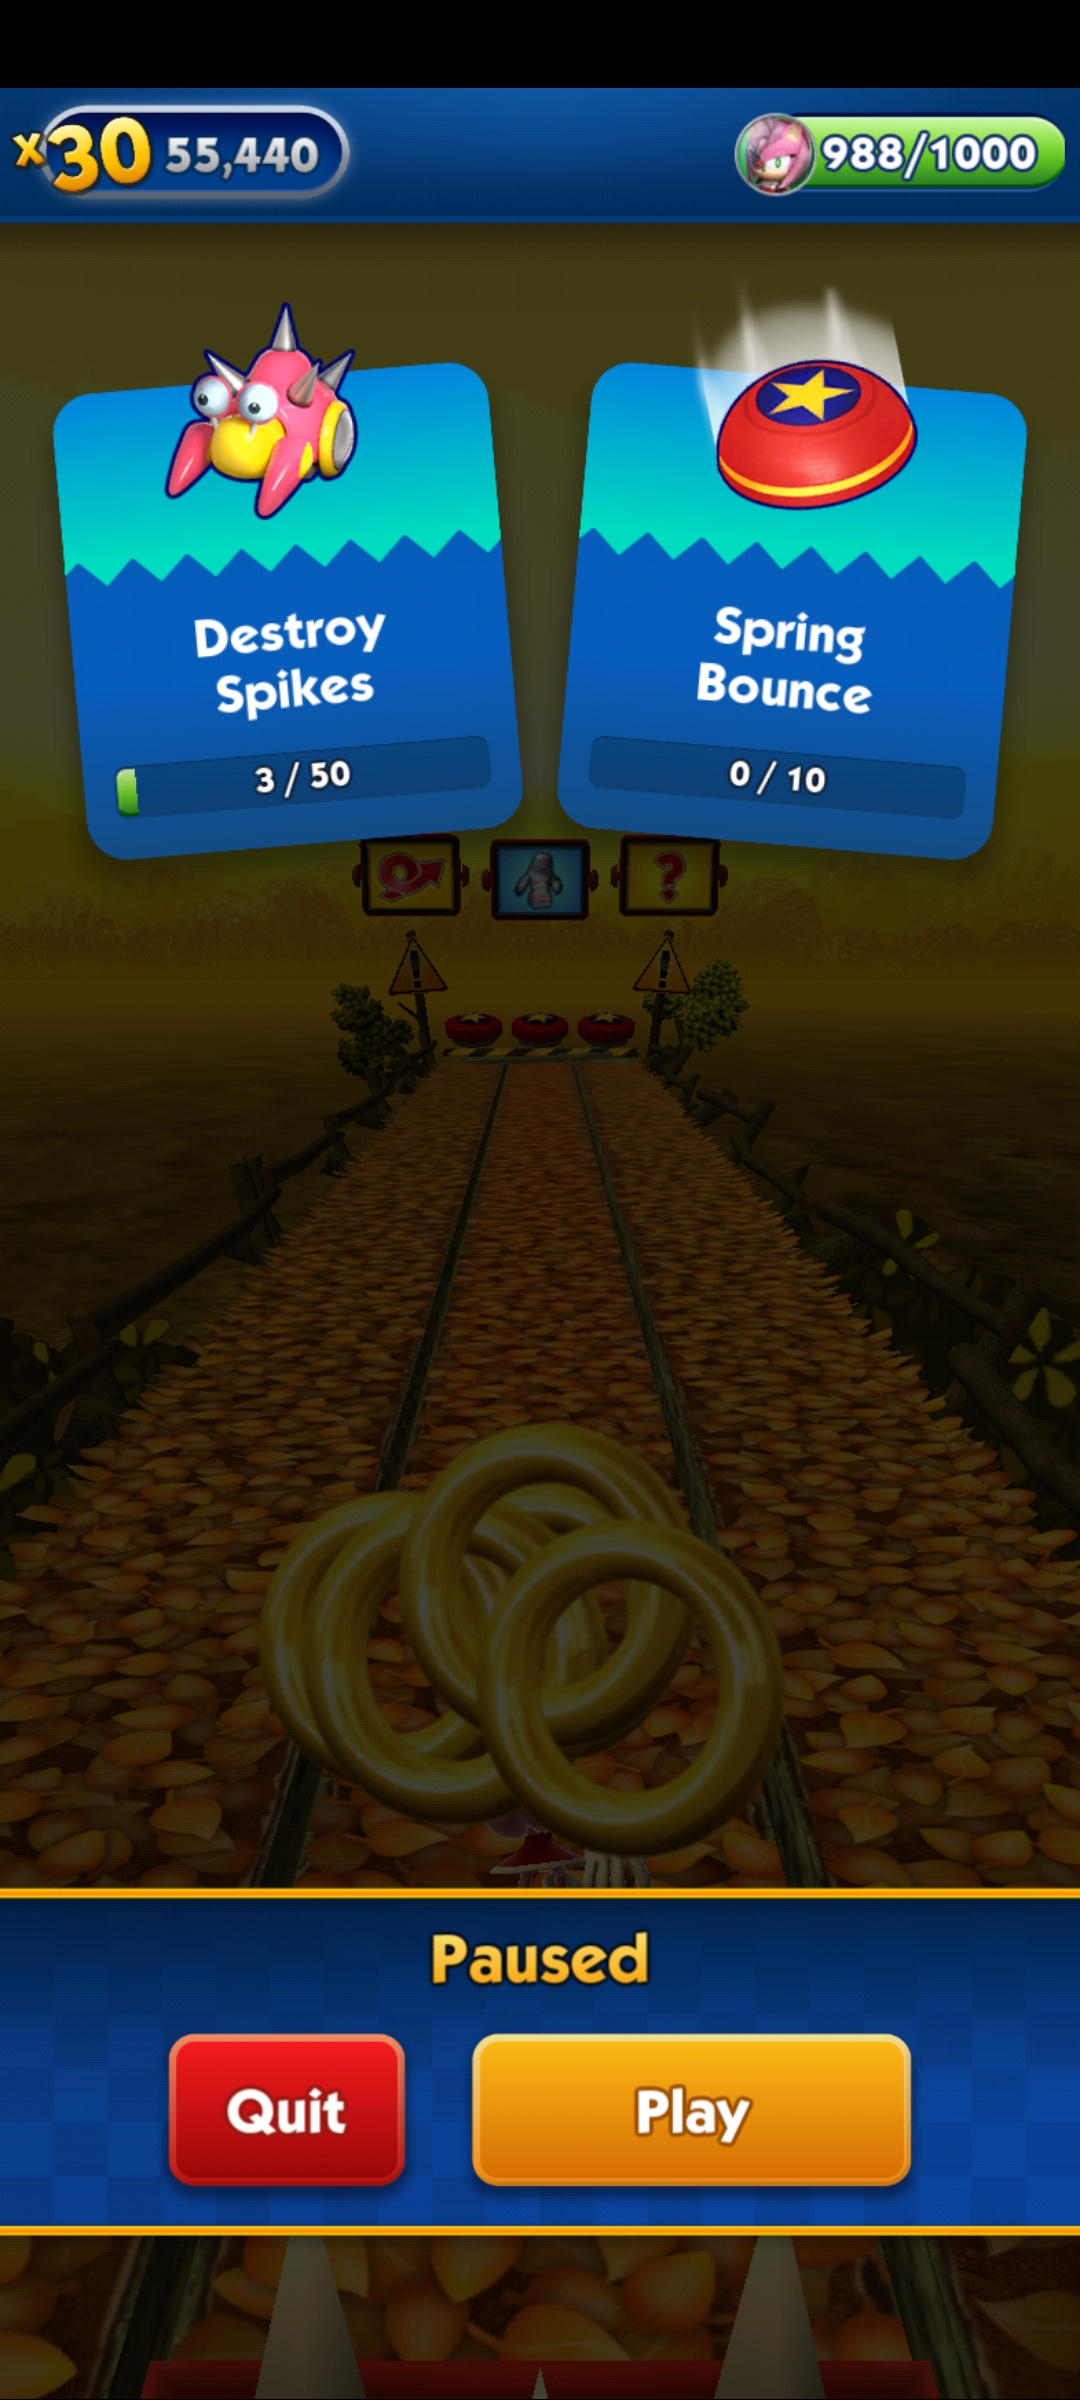 x30 55,440
988/1000
Destroy
Spikes
3 / 50
Spring
Bounce
0 / 10
?
! !
Paused
Quit
Play